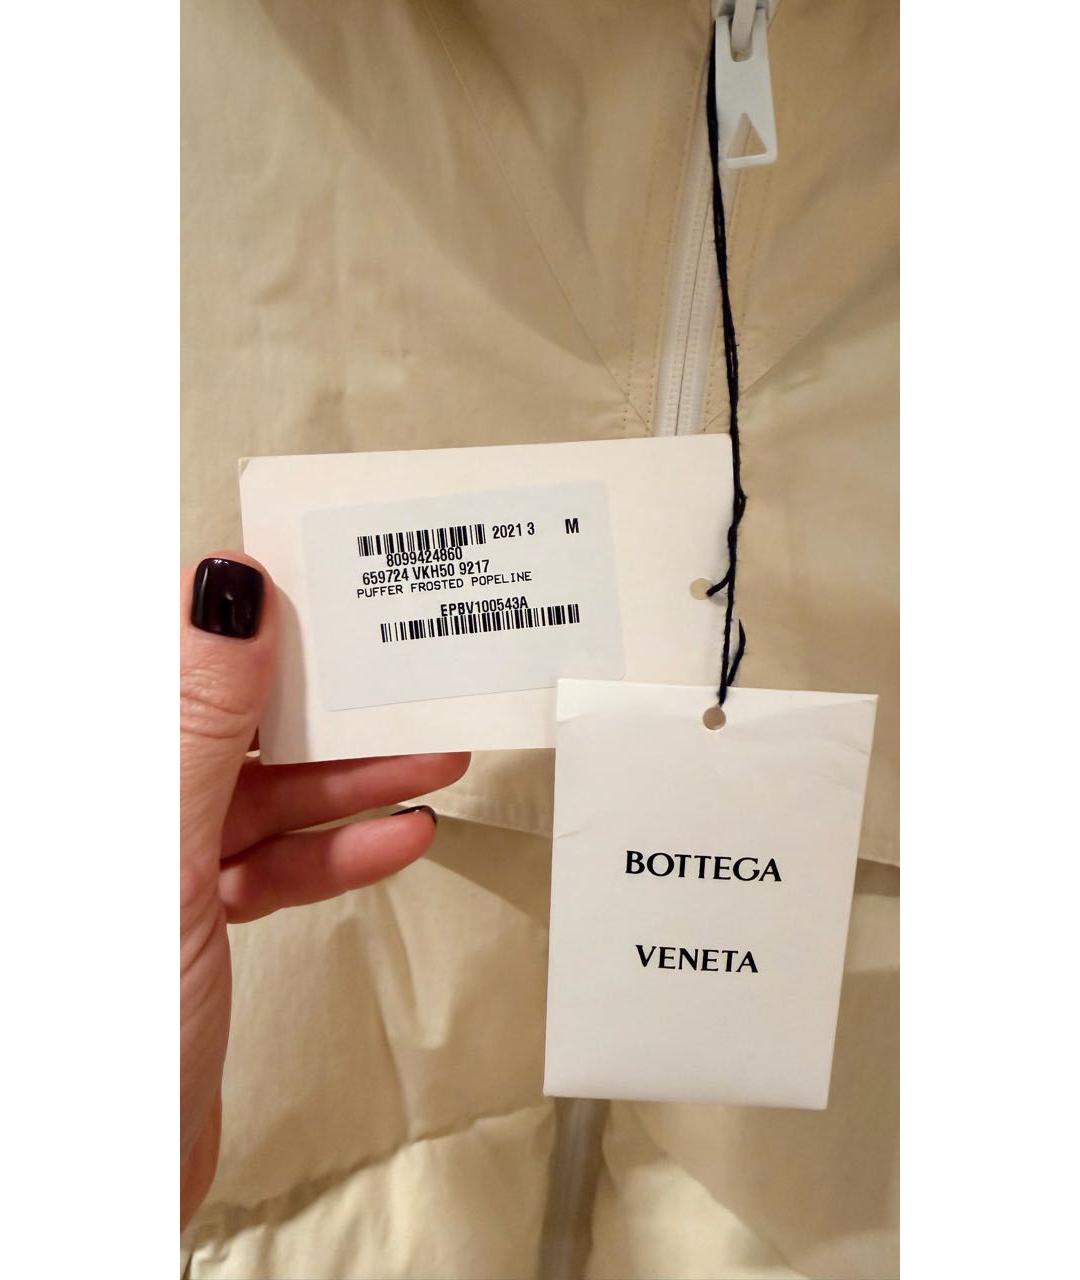 2021 3 M
8099424860
659724 VKH50 9217
PUFFER FROSTED POPELINE
EPBV100543A
BOTTEGA
VENETA